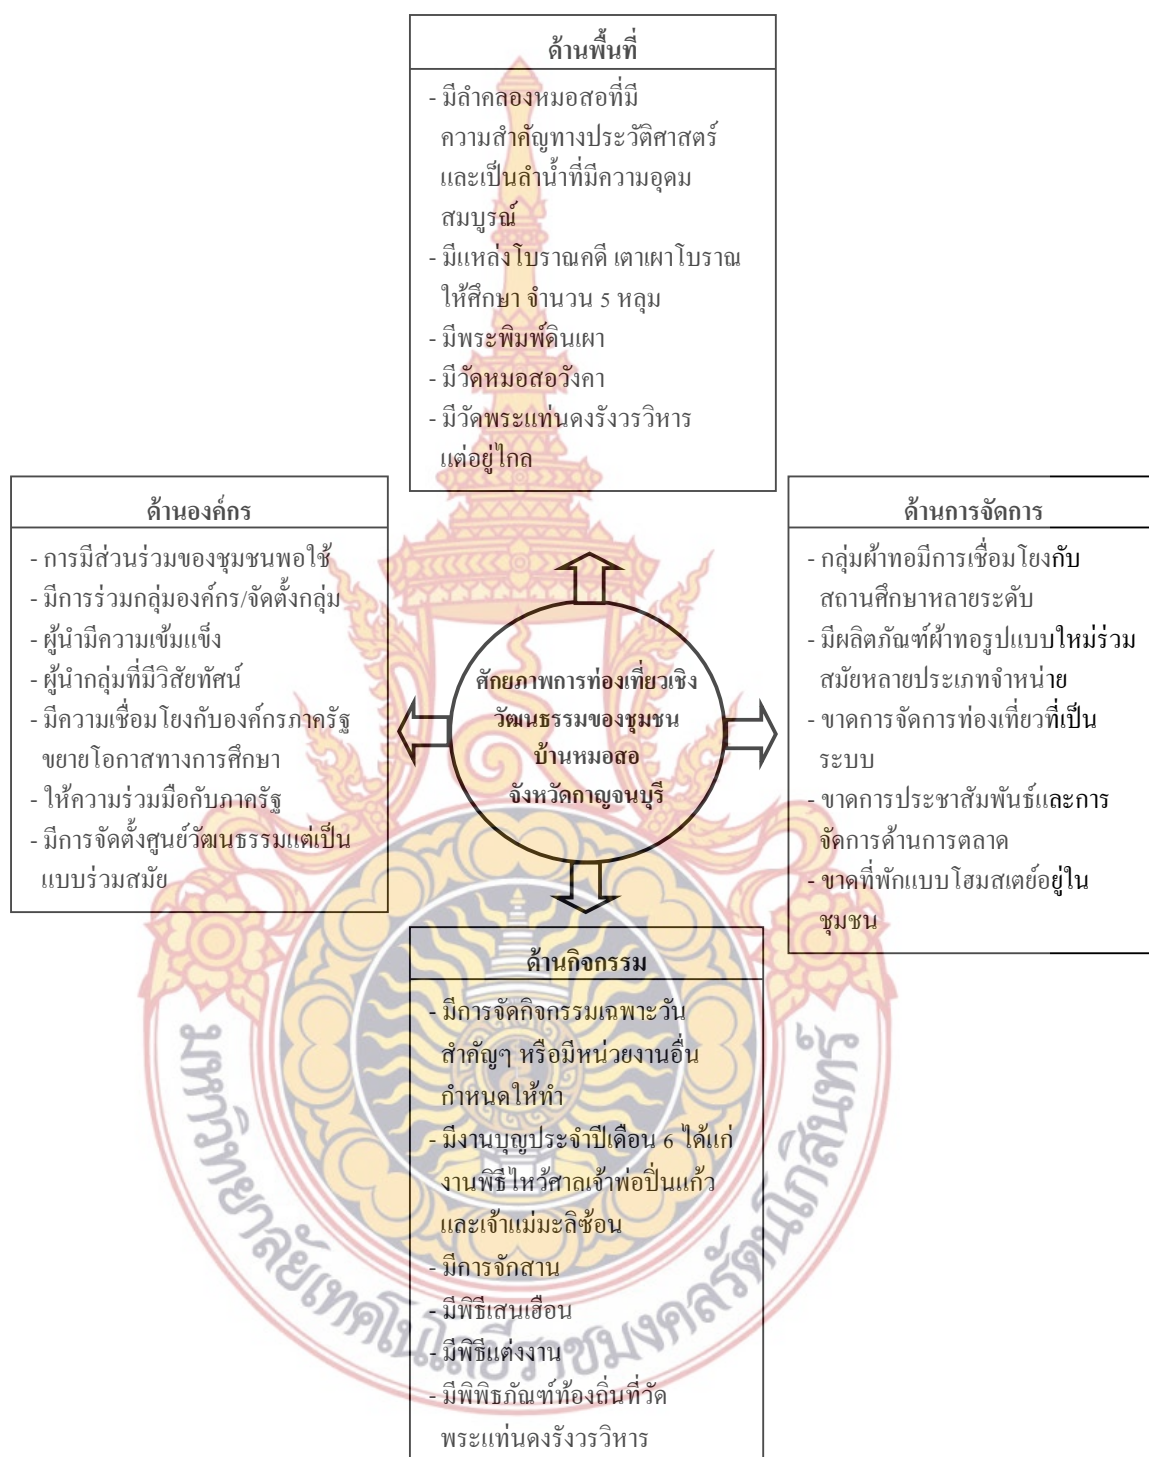 ด้านพื้นที่
- มีลำคลองหมอสอที่มี
ความสำคัญทางประวัติศาสตร์
และเป็นลำน้ำที่มีความอุดม
สมบูรณ์
- มีแหล่งโบราณคดี เตาเผาโบราณ
ให้ศึกษา จำนวน 5 หลุม
- มีพระพิมพ์ดินเผา
- มีวัดหมอสอวังคา
- มีวัดพระแท่นดงรังวรวิหาร
แต่อยู่ไกล
ด้านองค์กร
- การมีส่วนร่วมของชุมชนพอใช้
- มีการร่วมกลุ่มองค์กร/จัดตั้งกลุ่ม
- ผู้นำมีความเข้มแข็ง
- ผู้นำกลุ่มที่มีวิสัยทัศน์
- มีความเชื่อมโยงกับองค์กรภาครัฐ
ขยายโอกาสทางการศึกษา
- ให้ความร่วมมือกับภาครัฐ
- มีการจัดตั้งศูนย์วัฒนธรรมแต่เป็น
แบบร่วมสมัย
ศักยภาพการท่องเที่ยวเชิง
วัฒนธรรมของชุมชน
บ้านหมอสอ
จังหวัดกาญจนบุรี
ด้านการจัดการ
- กลุ่มผ้าทอมีการเชื่อมโยงกับ
สถานศึกษาหลายระดับ
- มีผลิตภัณฑ์ผ้าทอรูปแบบใหม่ร่วม
สมัยหลายประเภทจำหน่าย
- ขาดการจัดการท่องเที่ยวที่เป็น
ระบบ
- ขาดการประชาสัมพันธ์และการ
จัดการด้านการตลาด
- ขาดที่พักแบบโฮมสเตย์อยู่ใน
ชุมชน
ด้านกิจกรรม
- มีการจัดกิจกรรมเฉพาะวัน
สำคัญๆ หรือมีหน่วยงานอื่น
กำหนดให้ทำ
- มีงานบุญประจำปีเดือน 6 ได้แก่
งานพิธีไหว้ศาลเจ้าพ่อปิ่นแก้ว
และเจ้าแม่มะลิซ้อน
- มีการจักสาน
- มีพิธีเสนเฮือน
- มีพิธีแต่งงาน
- มีพิพิธภัณฑ์ท้องถิ่นที่วัด
พระแท่นดงรังวรวิหาร
มหาวิทยาลัยเทคโนโลยีราชมงคลรัตนโกสินทร์